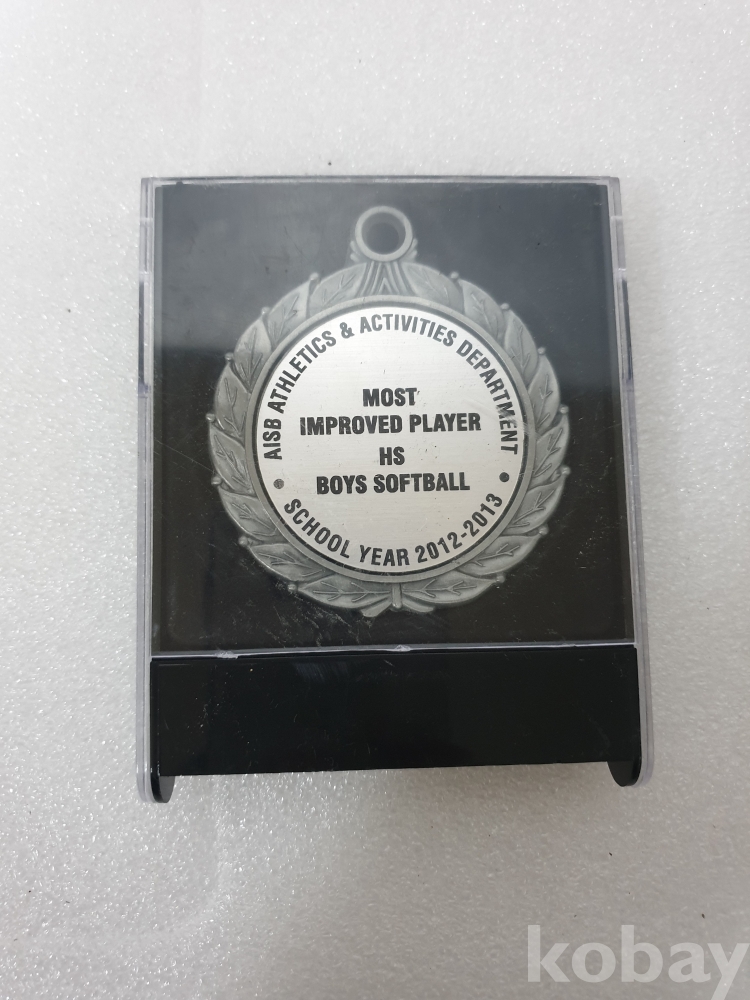 AISB ATHLETICS & ACTIVITIES DEPARTMENT
MOST
IMPROVED PLAYER
HS
BOYS SOFTBALL
• SCHOOL YEAR 2012-2013 •
kobay